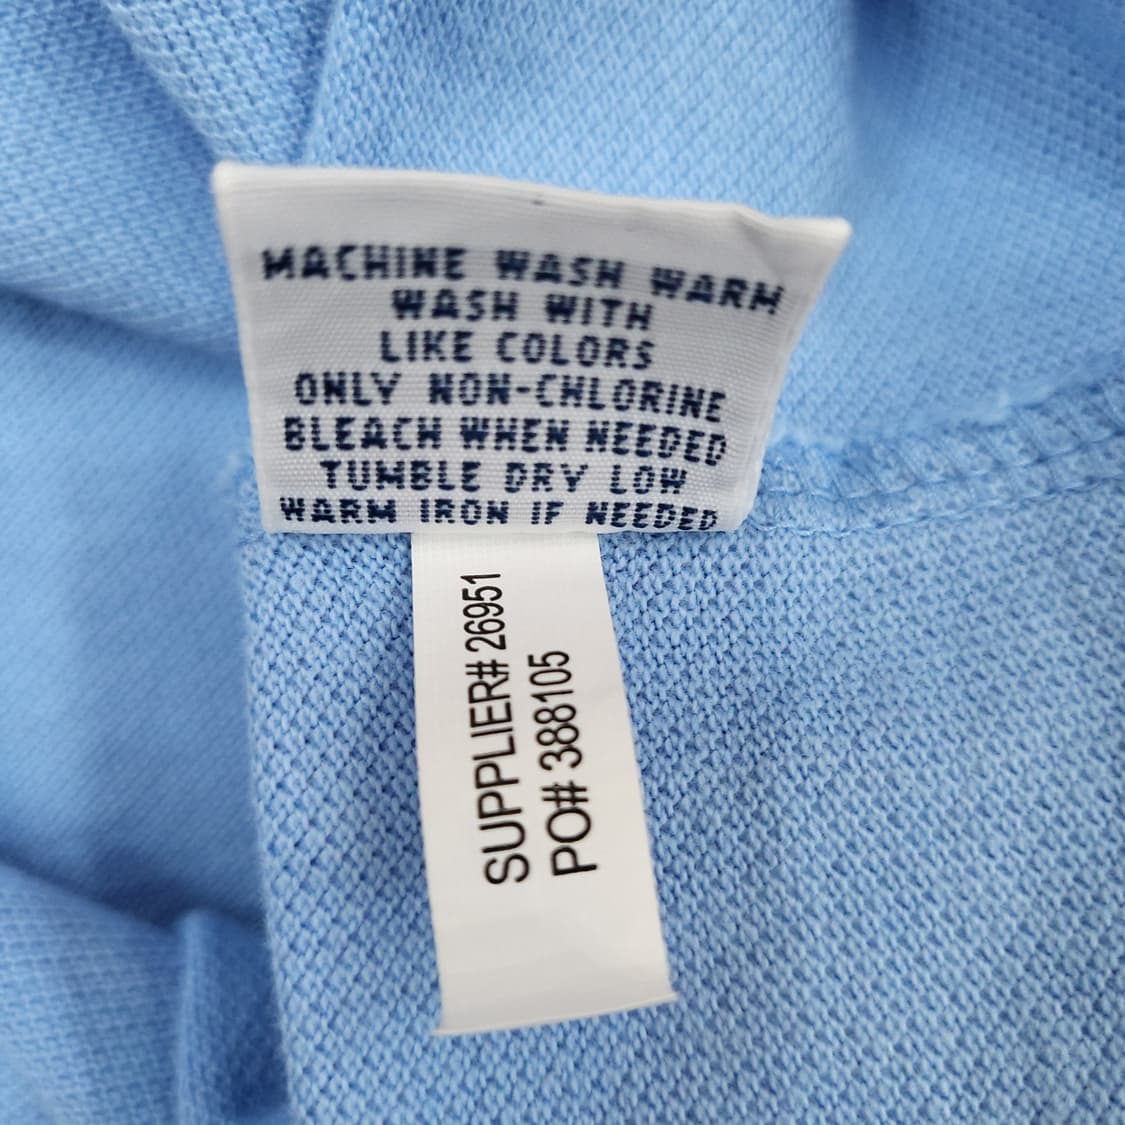 MACHINE WASH WARM
WASH WITH
LIKE COLORS
ONLY NON-CHLORINE
BLEACH WHEN NEEDED
TUMBLE DRY LOW
WARM IRON IF NEEDED
SUPPLIER# 26951
PO# 388105